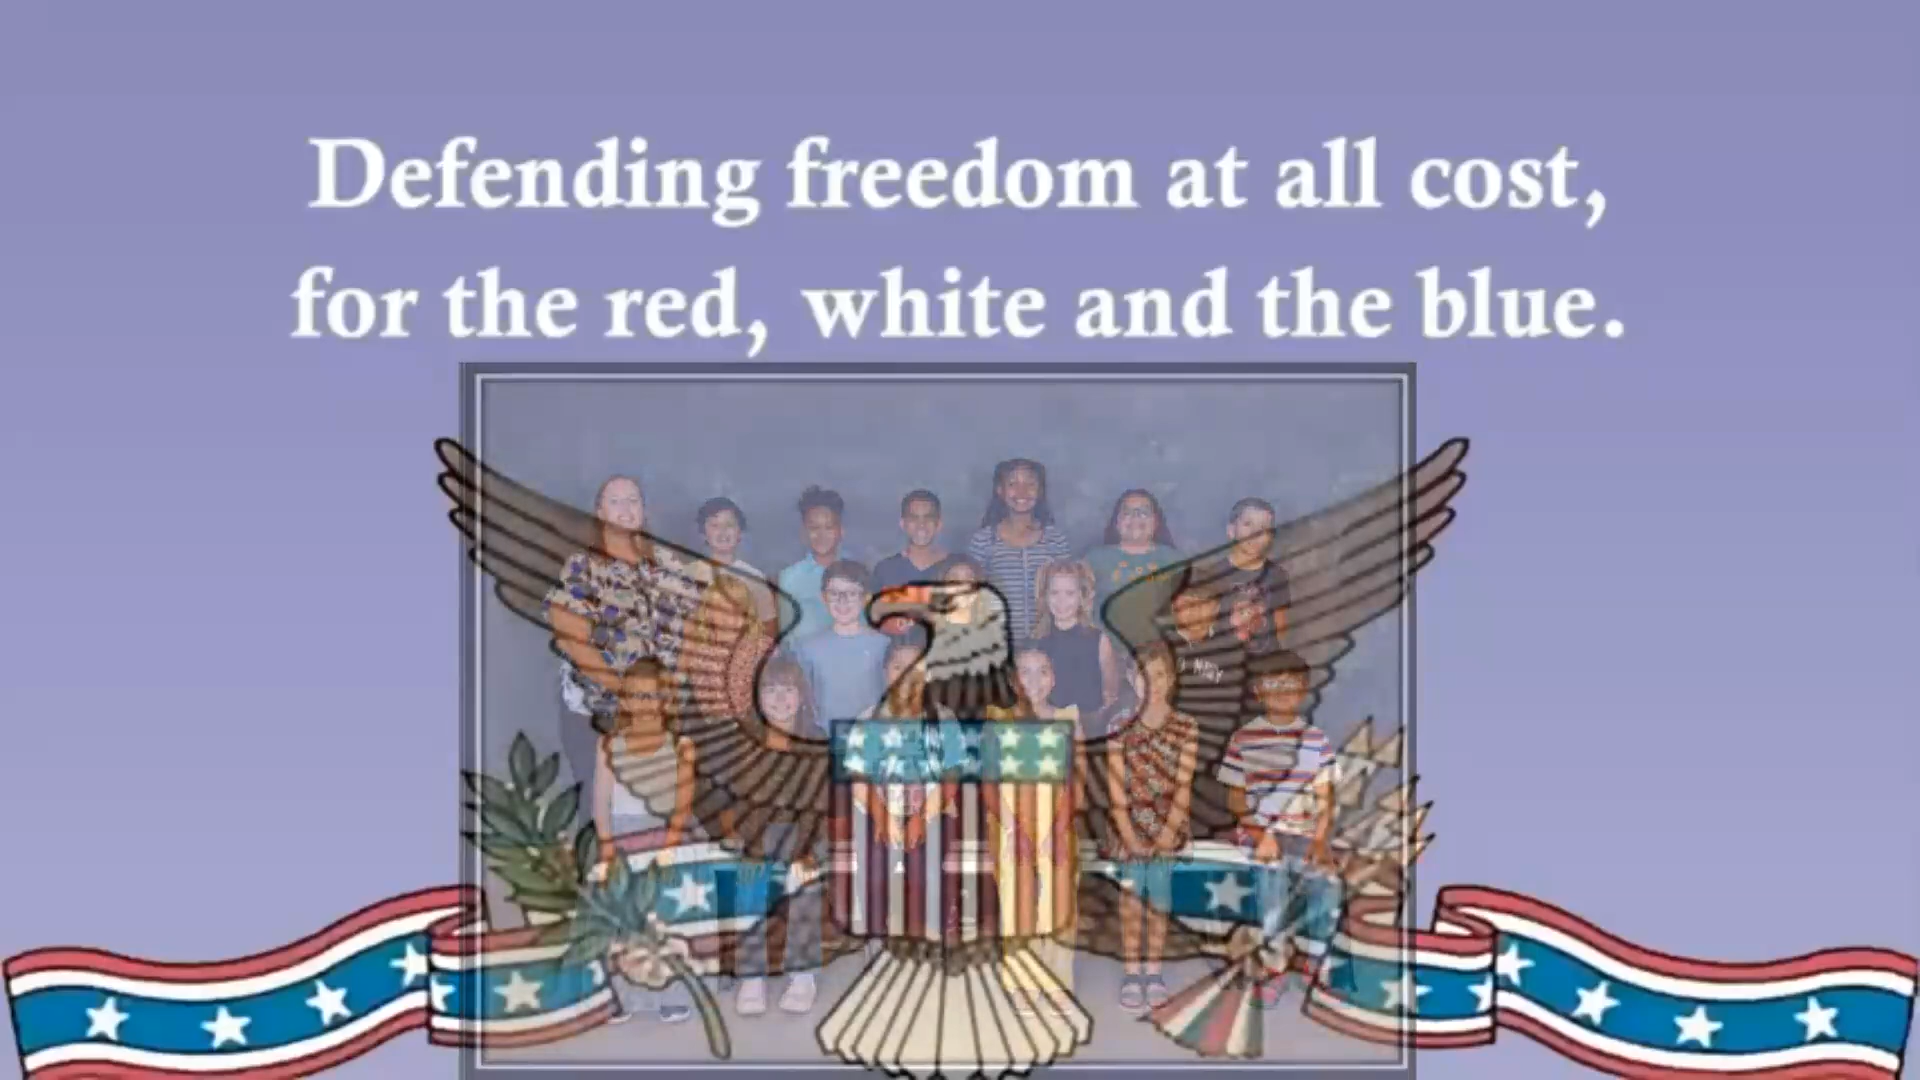 Defending freedom at all cost,
for the red, white and the blue.